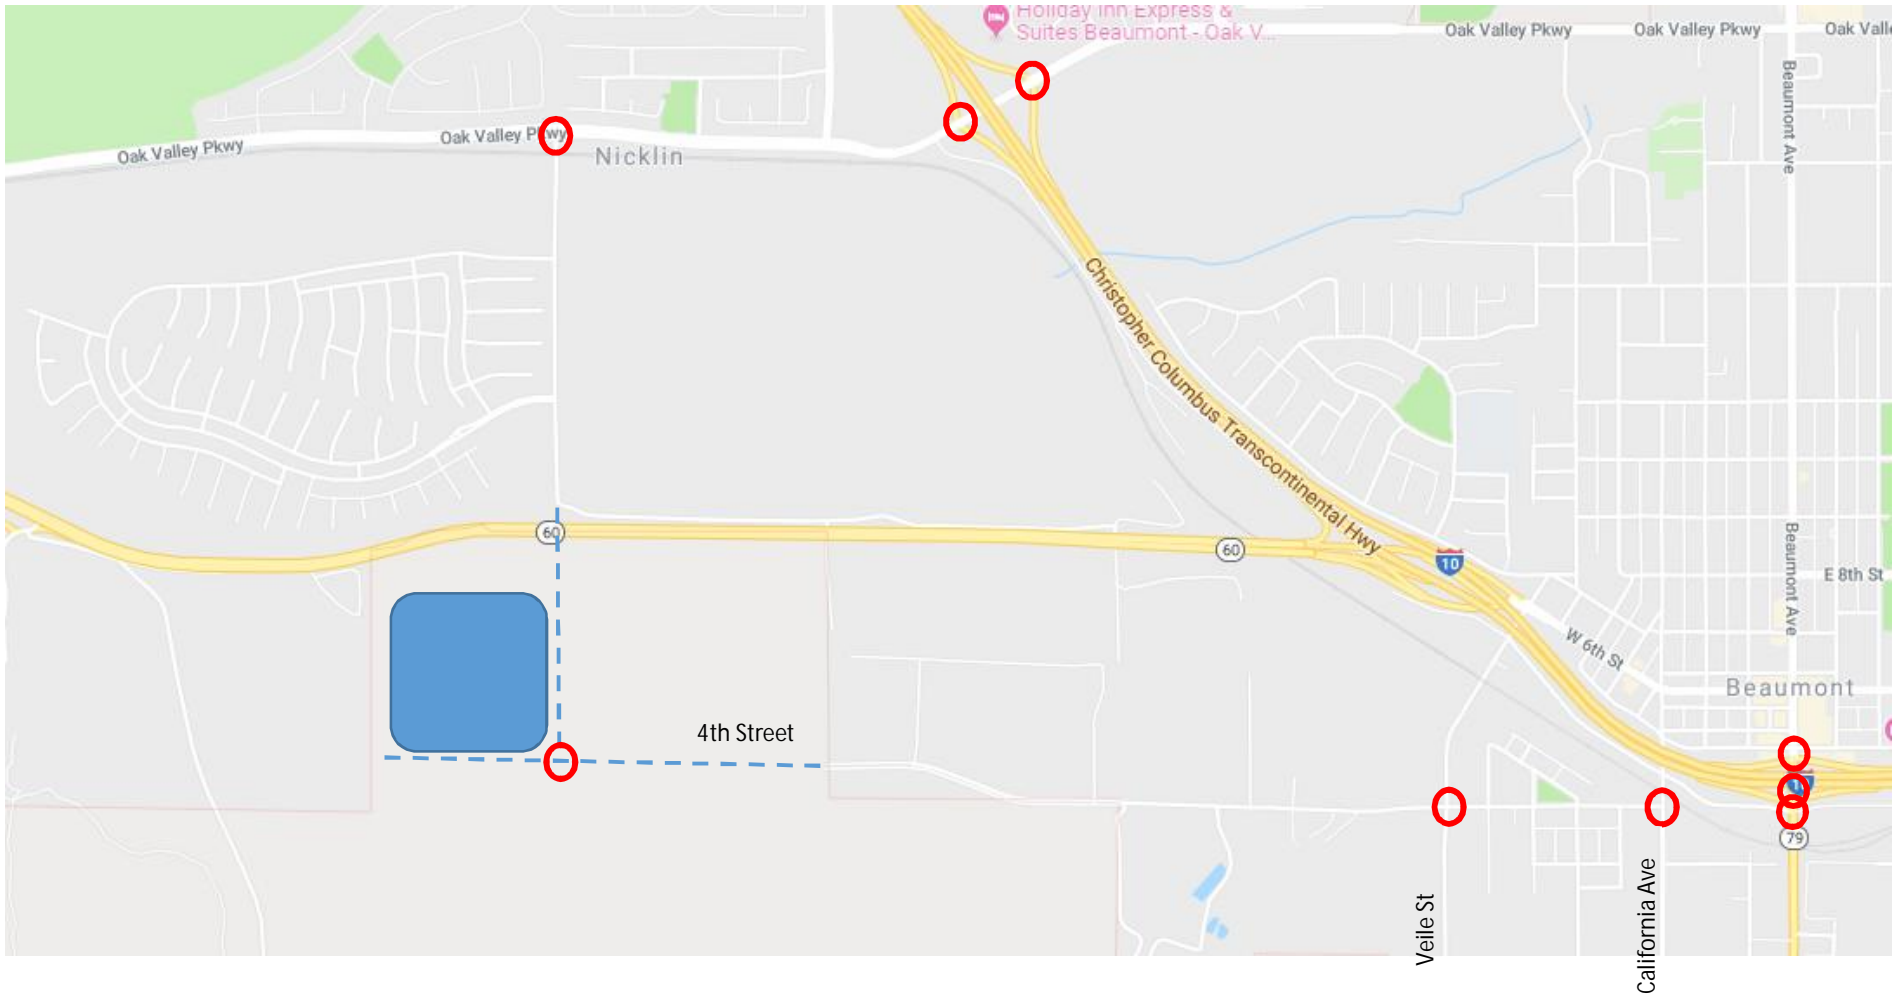 Holiday Inn Express &
Suites Beaumont - Oak V...
Oak Valley Pkwy
Oak Valley Pkwy
Oak Valle
Beaumont Ave
Oak Valley Pkwy
Oak Valley Pkwy
Nicklin
Christopher Columbus Transcontinental Hwy
60
60
10
Beaumont Ave
E 8th St
W 6th St
Beaumont
4th Street
79
Veile St
California Ave